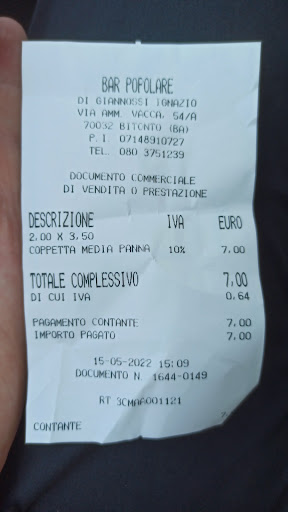 BAR POPOLARE
DI GIANNOSSI IGNAZIO
VIA AMM. VACCA, 54/A
70032 BITONTO (BA)
P.I 07148910727
TEL. 080 3751239
DOCUMENTO COMMERCIALE
DI VENDITA O PRESTAZIONE
DESCRIZIONE IVA EURO
2,00 X 3,50
COPPETTA MEDIA PANNA 10% 7,00
TOTALE COMPLESSIVO 7,00
DI CUI IVA 0,64
PAGAMENTO CONTANTE 7,00
IMPORTO PAGATO 7,00
15-05-2022 15:09
DOCUMENTO N. 1644-0149
RT 3CMAA001121
CONTANTE